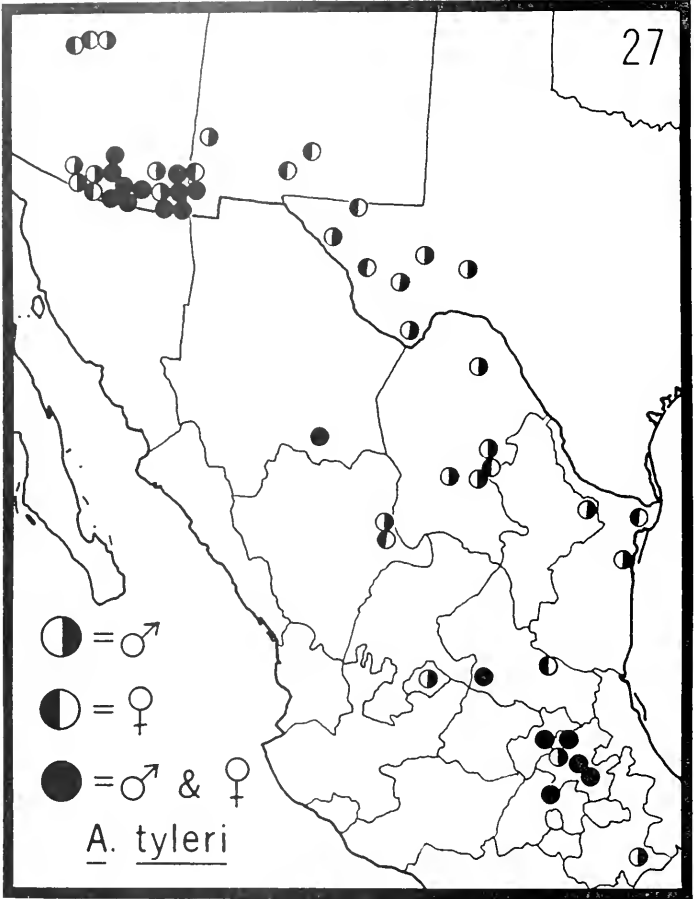 27
= ♂
= ♀
= ♂ & ♀
A. tyleri